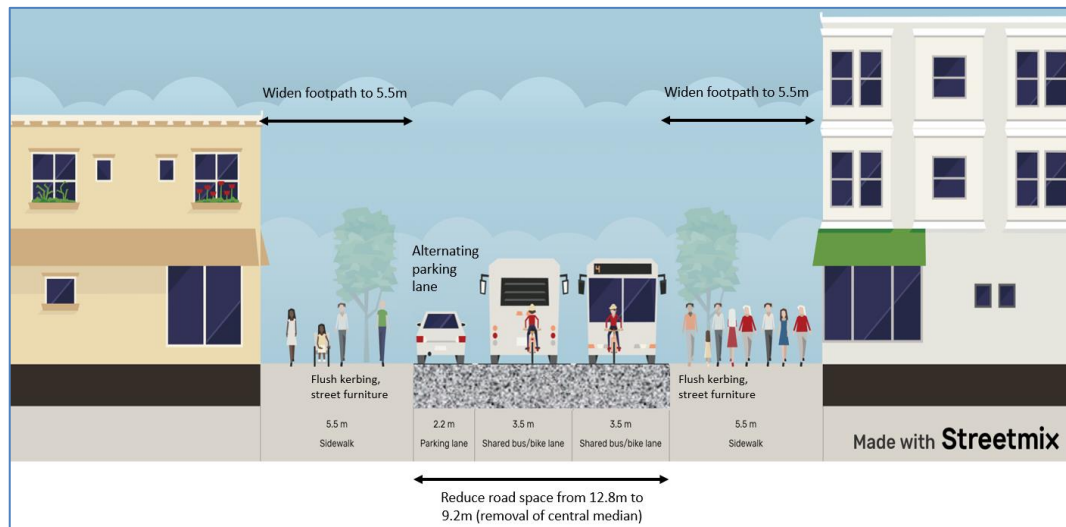 Widen footpath to 5.5m
Widen footpath to 5.5m
Alternating
parking
lane
4
Flush kerbing,
street furniture
Flush kerbing,
street furniture
5.5 m
2.2 m
3.5 m
3.5 m
5.5 m
Sidewalk
Parking lane
Shared bus/bike lane
Shared bus/bike lane
Sidewalk
Made with Streetmix
Reduce road space from 12.8m to
9.2m (removal of central median)